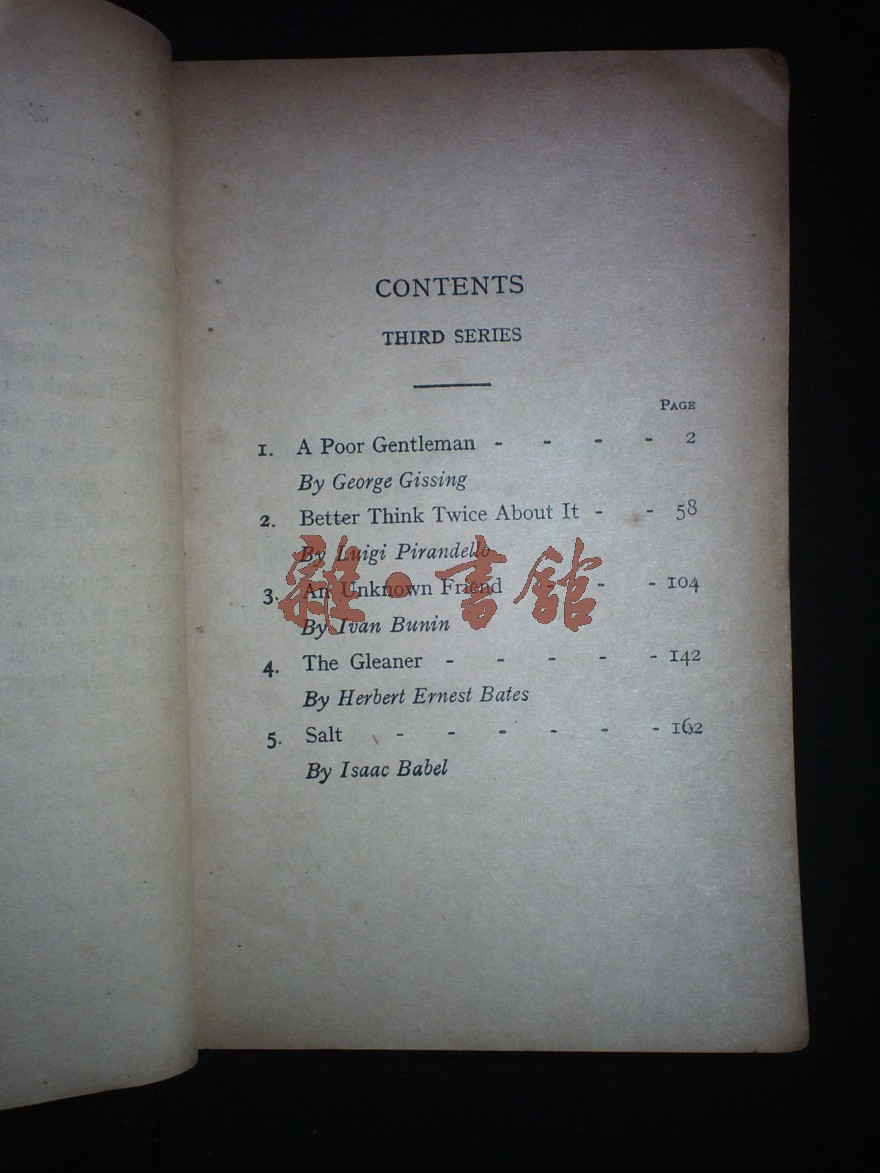 CONTENTS
THIRD SERIES
PAGE
1. A Poor Gentleman - - - - 2
By George Gissing
2. Better Think Twice About It - - 58
By Luigi Pirandello
3. An Unknown Friend - - - 104
By Ivan Bunin
4. The Gleaner - - - - - 142
By Herbert Ernest Bates
5. Salt - - - - - - 162
By Isaac Babel
雜·書館